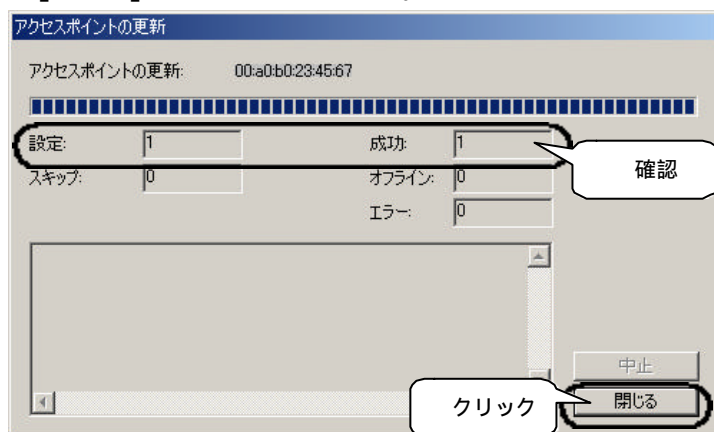 アクセスポイントの更新
アクセスポイントの更新: 00:a0:b0:23:45:67
設定: 1 成功: 1
確認
スキップ: 0 オフライン: 0
エラー: 0
中止
クリック
閉じる